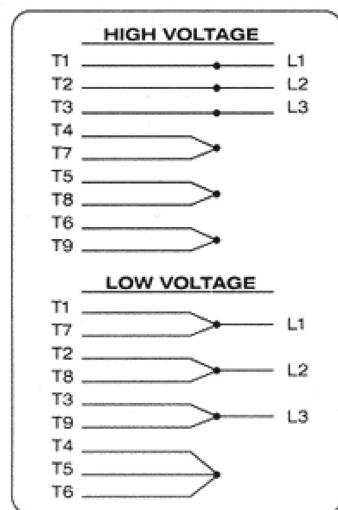 HIGH VOLTAGE
T1 L1
T2 L2
T3 L3
T4
T7
T5
T8
T6
T9
LOW VOLTAGE
T1
T7 L1
T2
T8 L2
T3
T9 L3
T4
T5
T6